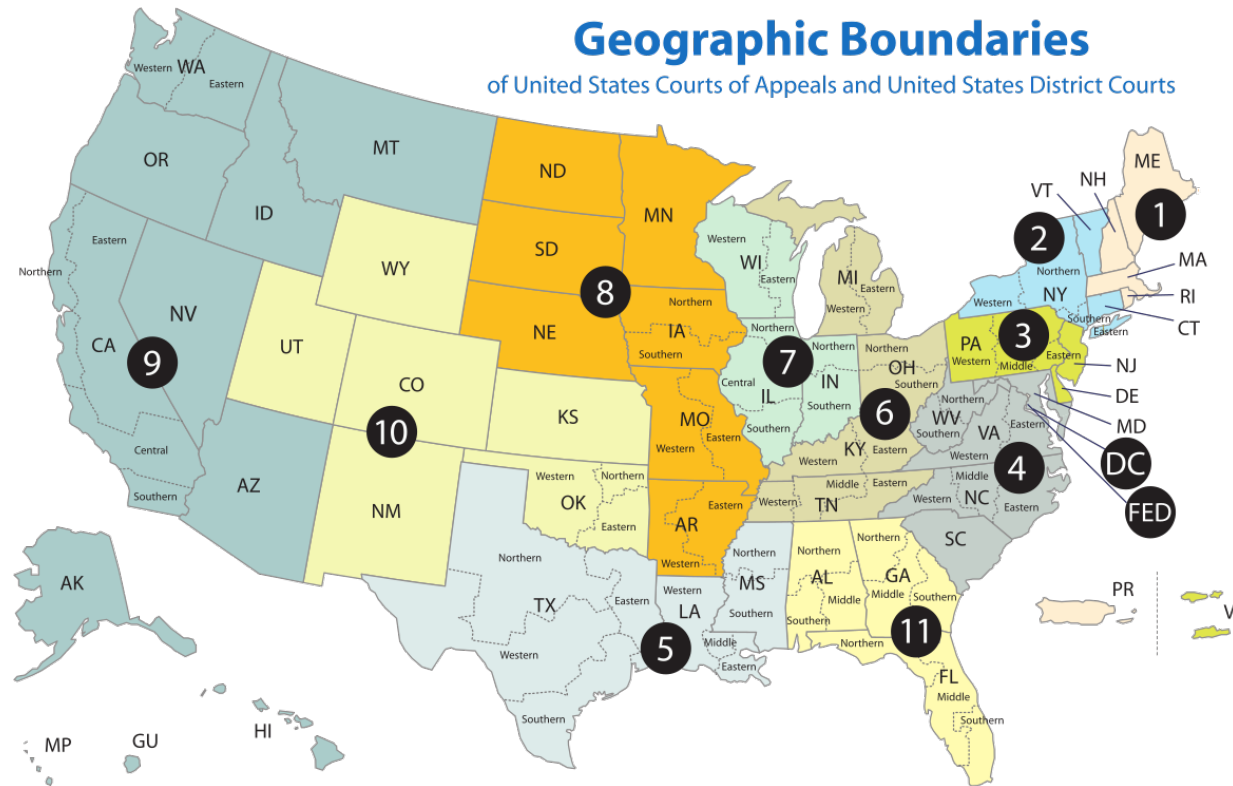 Geographic Boundaries
of United States Courts of Appeals and United States District Courts
Western
WA
Eastern
OR
ID
MT
ND
MN
SD
8
NE
Northern
IA
Southern
WY
UT
CO
10
KS
NM
Western
Northern
OK
Eastern
Eastern
Northern
CA
NV
9
Central
Southern
AZ
MO
Western
Eastern
Eastern
AR
Western
Western
WI
Eastern
MI
Eastern
Western
Northern
7
Northern
Central
IL
IN
Southern
Southern
Northern
OH
Southern
6
KY
Western
Eastern
Middle
Western
Eastern
TN
ME
NH
VT
1
2
MA
RI
CT
Northern
Western
NY
Southern
Eastern
PA
3
Western
Middle
Eastern
NJ
DE
MD
DC
FED
Northern
WV
Southern
VA
Eastern
Western
4
Middle
Western
NC
Eastern
SC
Northern
TX
Eastern
Western
Southern
Western
LA
5
Middle
Eastern
Northern
MS
Southern
Northern
AL
Middle
Southern
Northern
GA
Middle
Southern
11
Northern
FL
Middle
Southern
AK
MP
GU
HI
PR